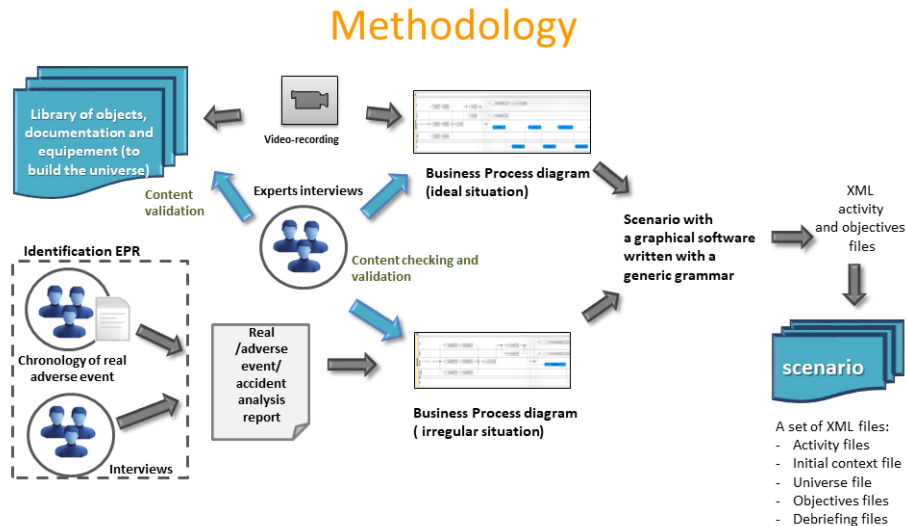 Methodology
Library of objects,
documentation and
equipement (to
build the universe)
Video-recording
Business Process diagram
(ideal situation)
Content
validation
Experts interviews
Content checking and
validation
Scenario with
a graphical software
written with a
generic grammar
XML
activity
and objectives
files
Identification EPR
Chronology of real
adverse event
Interviews
Real
/adverse
event/
accident
analysis
report
Business Process diagram
( irregular situation)
scenario
A set of XML files:
- Activity files
- Initial context file
- Universe file
- Objectives files
- Debriefing files